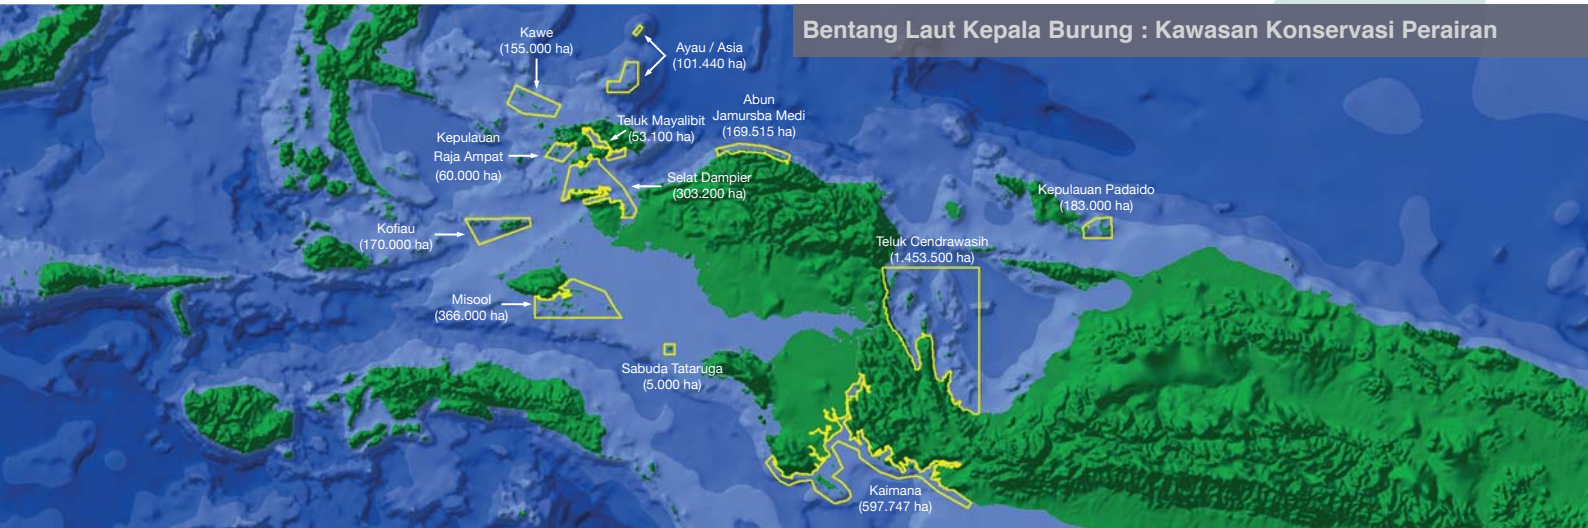 Bentang Laut Kepala Burung : Kawasan Konservasi Perairan
Kawe
(155.000 ha)
Ayau / Asia
(101.440 ha)
Abun
Jamursba Medi
(169.515 ha)
Teluk Mayalibit
(53.100 ha)
Kepulauan
Raja Ampat
(60.000 ha)
Selat Dampier
(303.200 ha)
Kepulauan Padaido
(183.000 ha)
Kofiau
(170.000 ha)
Teluk Cendrawasih
(1.453.500 ha)
Misool
(366.000 ha)
Sabuda Tataruga
(5.000 ha)
Kaimana
(597.747 ha)